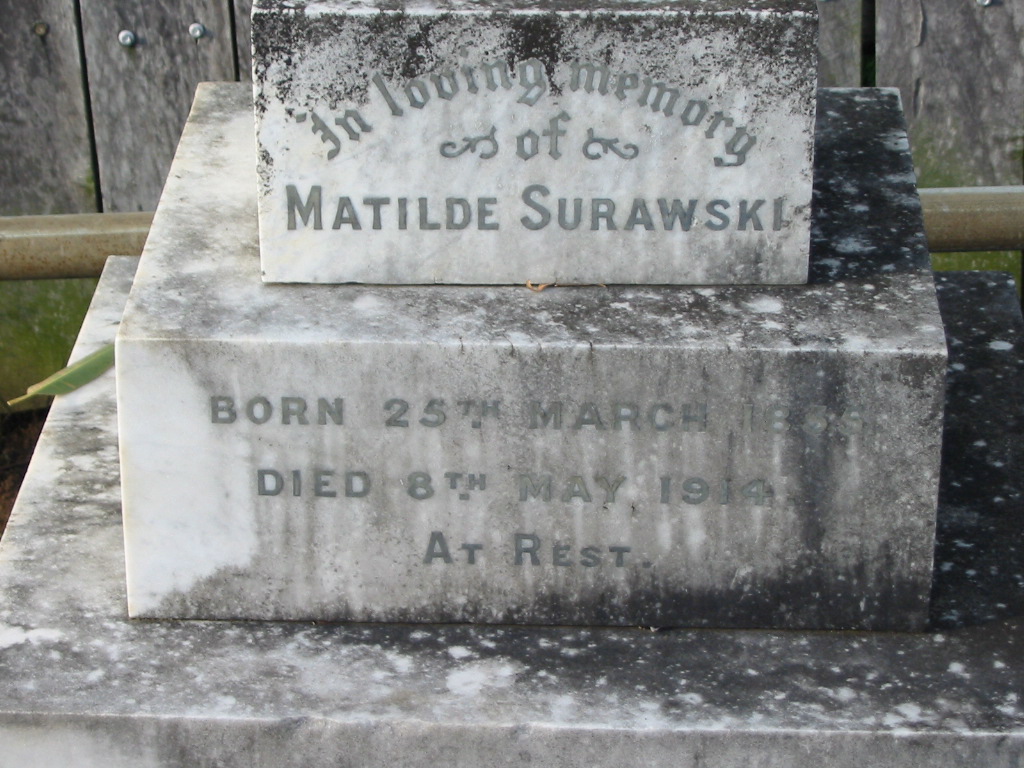 In loving memory
of
MATILDE SURAWSKI
BORN 25TH MARCH
DIED 8TH MAY 1914
AT REST.